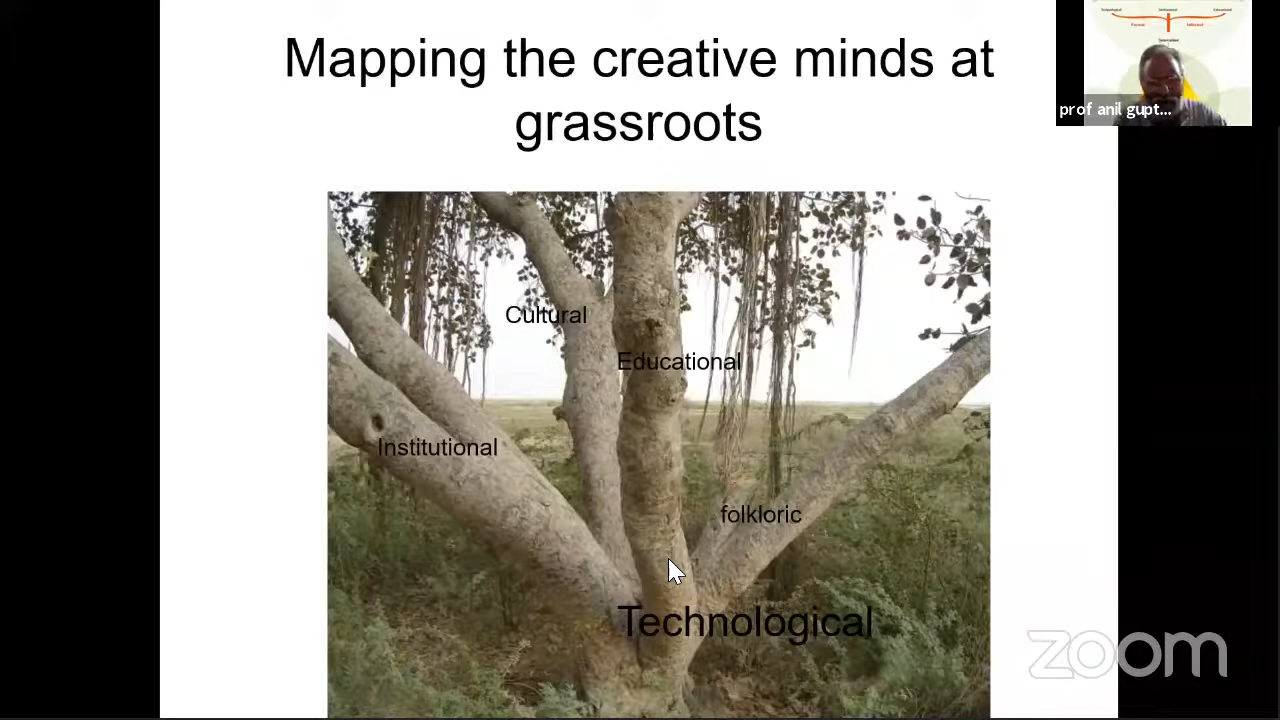 Mapping the creative minds at
grassroots
Cultural
Educational
Institutional
folkloric
Technological
prof anil gupt...
zoom